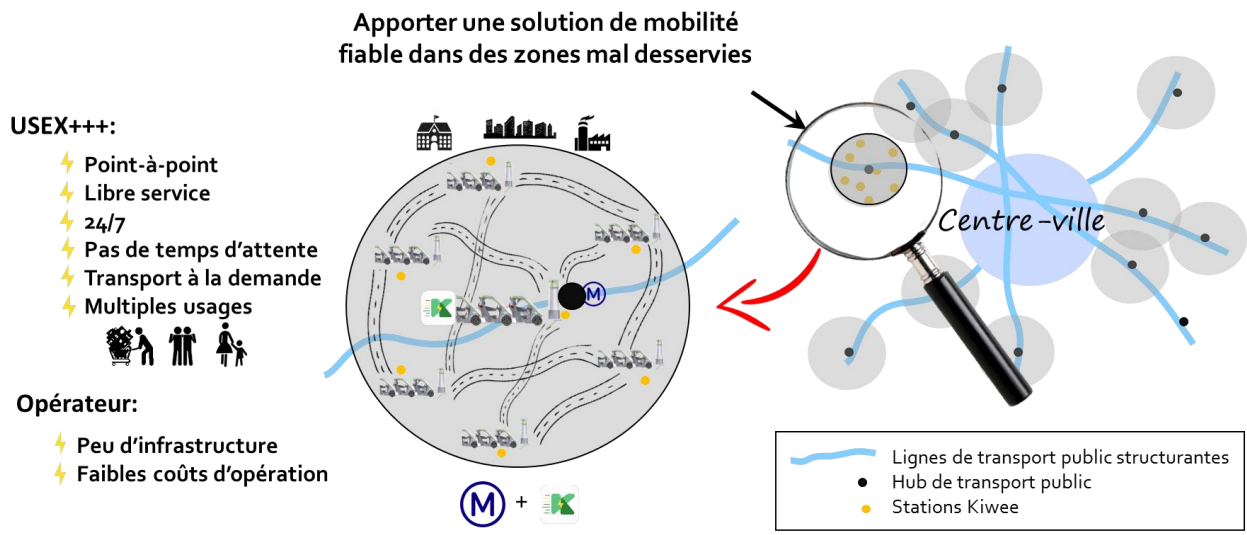 Apporter une solution de mobilité
fiable dans des zones mal desservies
USEX+++:
Point-à-point
Libre service
24/7
Pas de temps d'attente
Transport à la demande
Multiples usages
Opérateur:
Peu d'infrastructure
Faibles coûts d'opération
K
M
M + K
Centre-ville
Lignes de transport public structurantes
Hub de transport public
Stations Kiwee